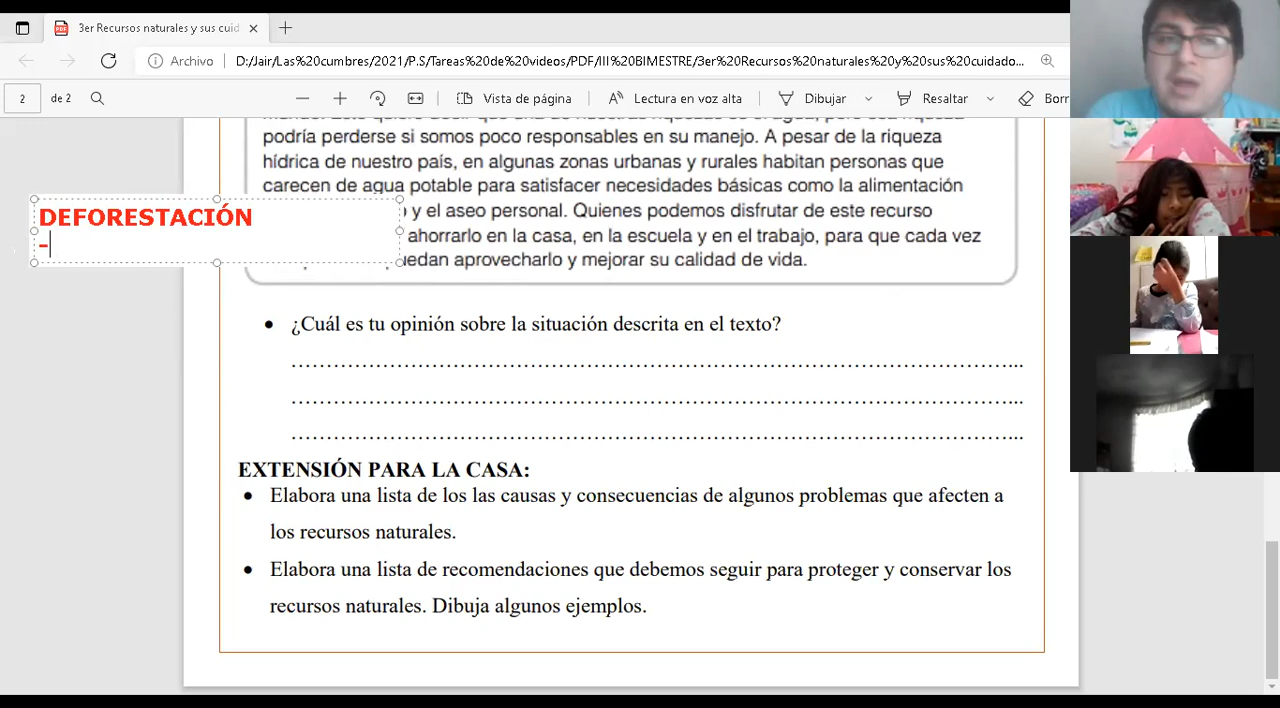 3er Recursos naturales y sus cuid
Archivo D:/Jair/Las%20cumbres/2021/P.S/Tareas%20de%20videos/PDF/III%20BIMESTRE/3er%20Recursos%20naturales%20y%20sus%20cuidado...
2 de 2 Vista de página Lectura en voz alta Dibujar Resaltar Borr
podría perderse si somos poco responsables en su manejo. A pesar de la riqueza
hídrica de nuestro país, en algunas zonas urbanas y rurales habitan personas que
carecen de agua potable para satisfacer necesidades básicas como la alimentación
DEFORESTACIÓN
y el aseo personal. Quienes podemos disfrutar de este recurso
-
ahorrarlo en la casa, en la escuela y en el trabajo, para que cada vez
uedan aprovecharlo y mejorar su calidad de vida.
• ¿Cuál es tu opinión sobre la situación descrita en el texto?
EXTENSIÓN PARA LA CASA:
• Elabora una lista de los las causas y consecuencias de algunos problemas que afecten a
los recursos naturales.
• Elabora una lista de recomendaciones que debemos seguir para proteger y conservar los
recursos naturales. Dibuja algunos ejemplos.